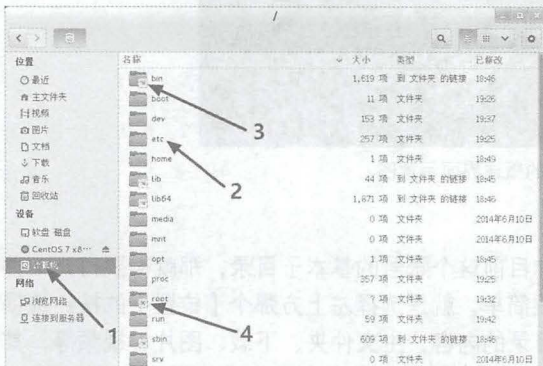 /
名称 大小 类型 已修改
位置
最近
主文件夹
视频
图片
文档
下载
音乐
回收站
设备
软盘 磁盘
CentOS 7 x8···
计算机
网络
浏览网络
连接到服务器
bin 1,619 项 到 文件夹 的链接 18:46
boot 11 项 文件夹 19:26
dev 153 项 文件夹 19:37
etc 257 项 文件夹 19:25
home 1 项 文件夹 18:49
lib 44 项 到 文件夹 的链接 18:45
lib64 1,871 项 到 文件夹 的链接 18:46
media 0 项 文件夹 2014年6月10日
mnt 0 项 文件夹 2014年6月10日
opt 1 项 文件夹 18:45
proc 357 项 文件夹 19:25
root 项 文件夹 19:32
run 59 项 文件夹 19:42
sbin 609 项 到 文件夹 的链接 18:46
srv 0 项 文件夹 2014年6月10日
1
2
3
4